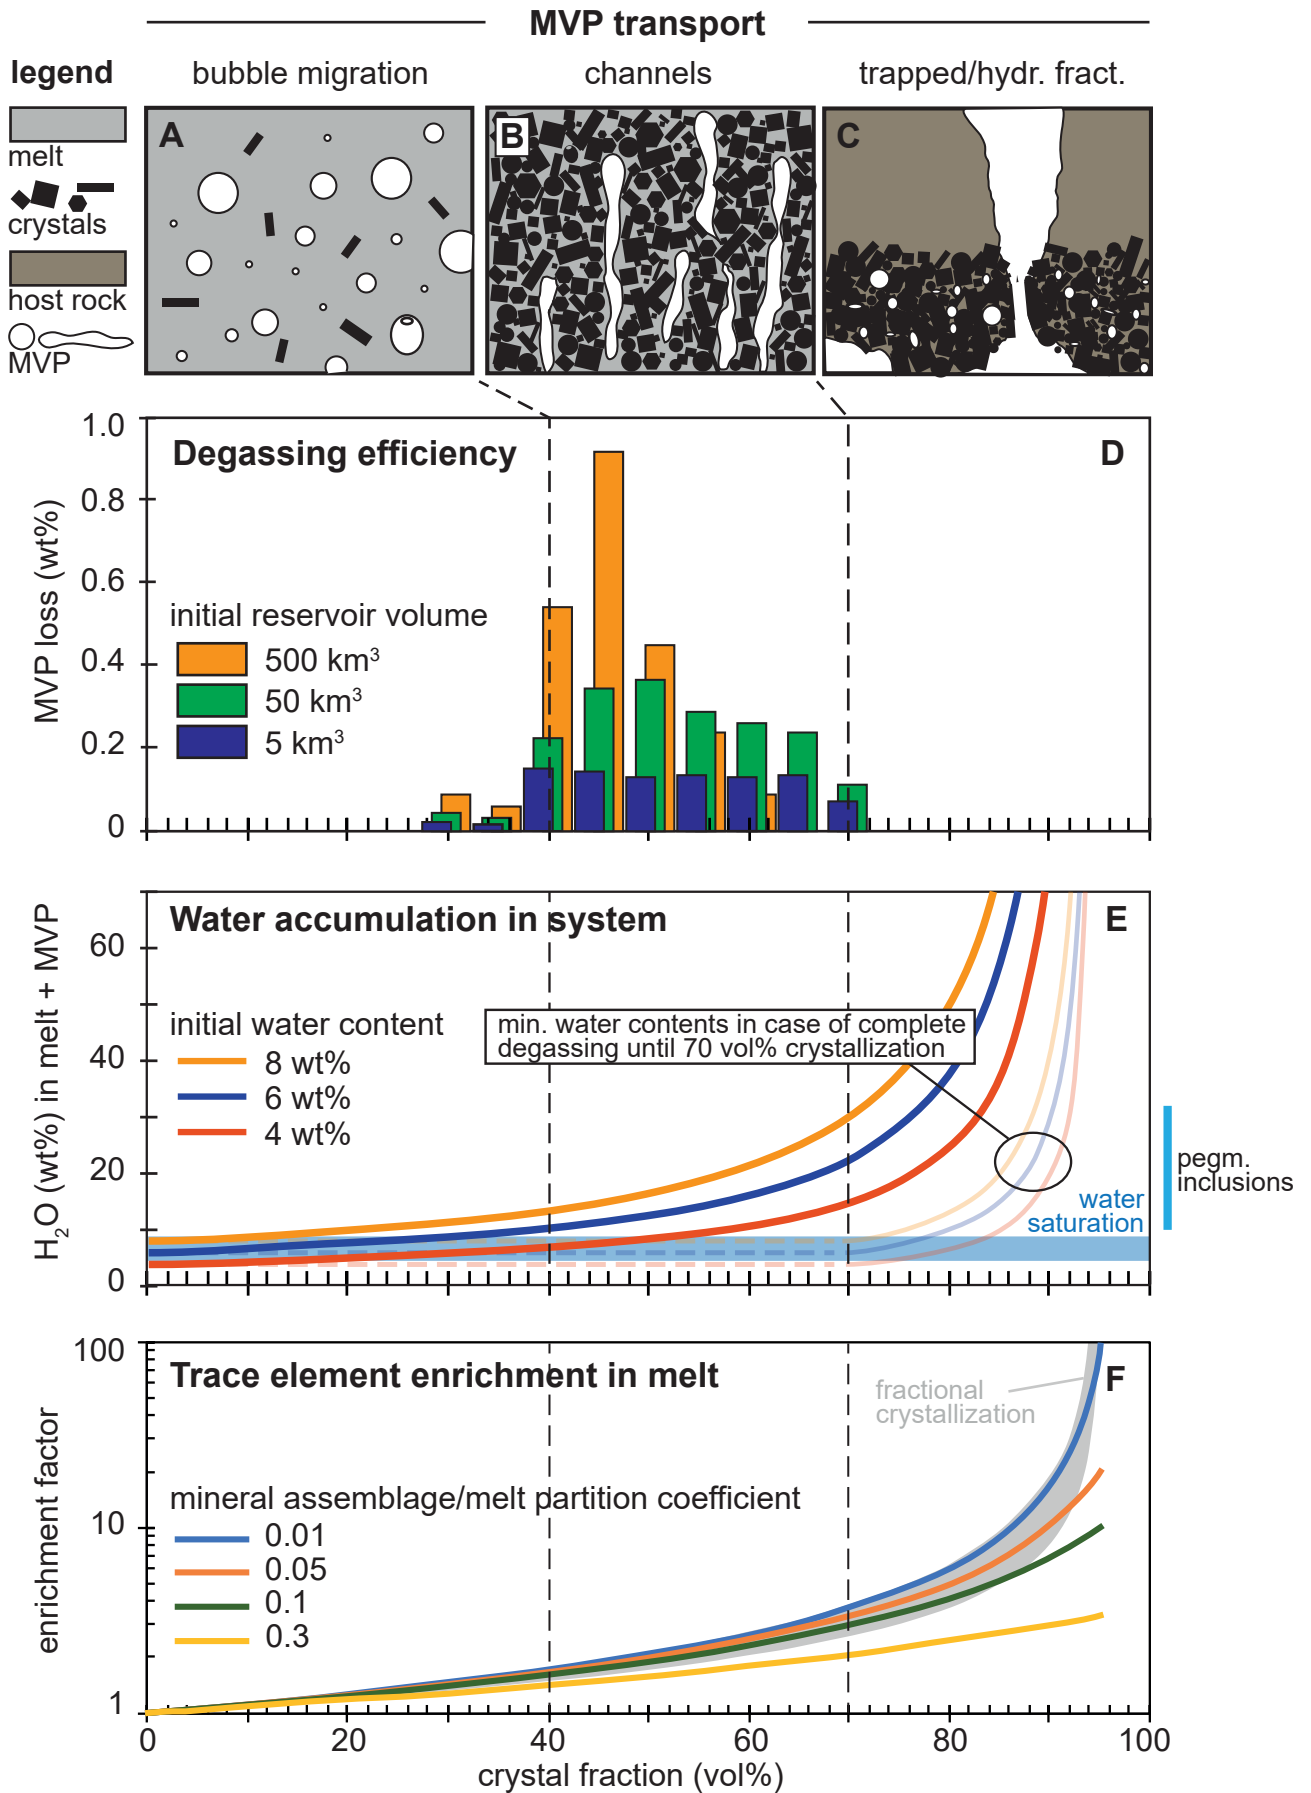 MVP transport
legend
bubble migration
channels
trapped/hydr. fract.
melt
crystals
host rock
MVP
A
B
C
Degassing efficiency
D
MVP loss (wt%)
1.0
0.8
0.6
0.4
0.2
0
initial reservoir volume
500 km³
50 km³
5 km³
Water accumulation in system
E
H₂O (wt%) in melt + MVP
60
40
20
0
initial water content
8 wt%
6 wt%
4 wt%
min. water contents in case of complete
degassing until 70 vol% crystallization
water
saturation
pegm.
inclusions
Trace element enrichment in melt
F
enrichment factor
100
10
1
fractional
crystallization
mineral assemblage/melt partition coefficient
0.01
0.05
0.1
0.3
0 20 40 60 80 100
crystal fraction (vol%)